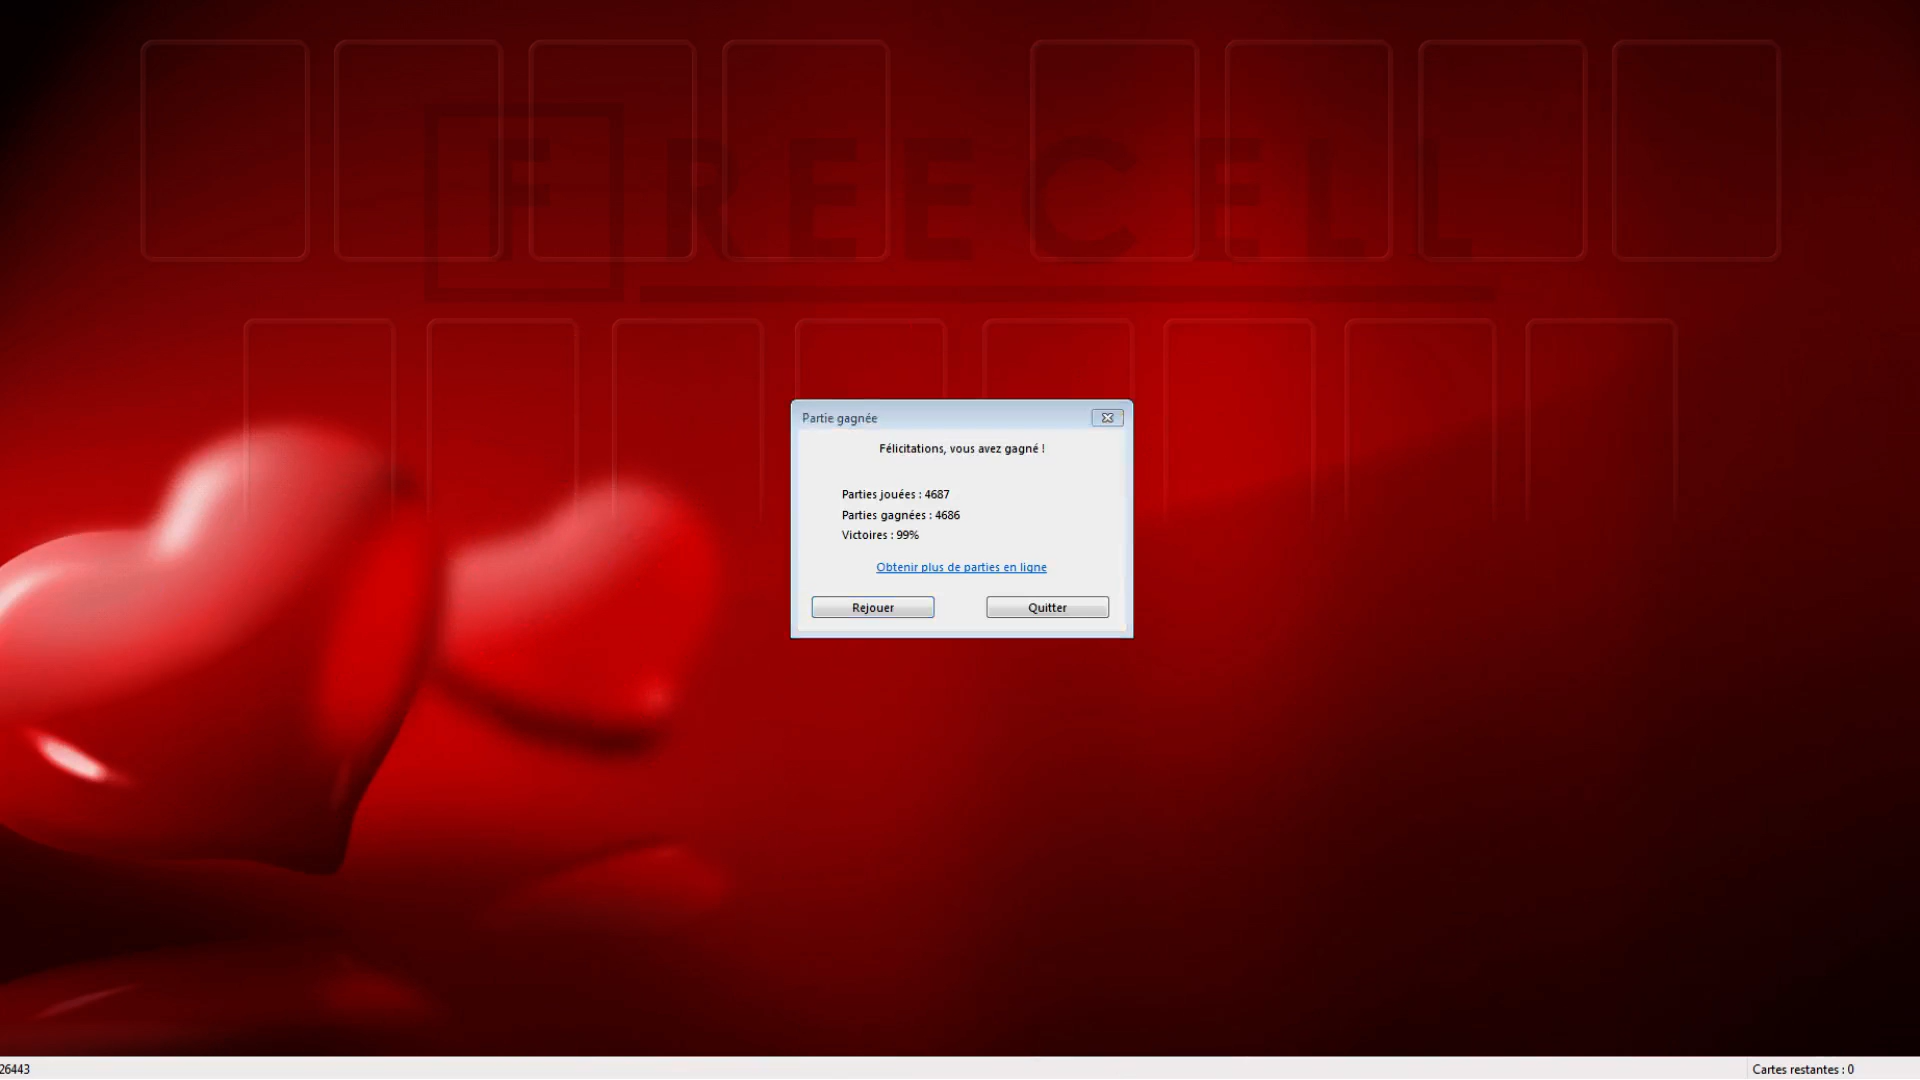 FREECELL
Partie gagnée
Félicitations, vous avez gagné !
Parties jouées : 4687
Parties gagnées : 4686
Victoires : 99%
Obtenir plus de parties en ligne
Rejouer
Quitter
26443
Cartes restantes : 0